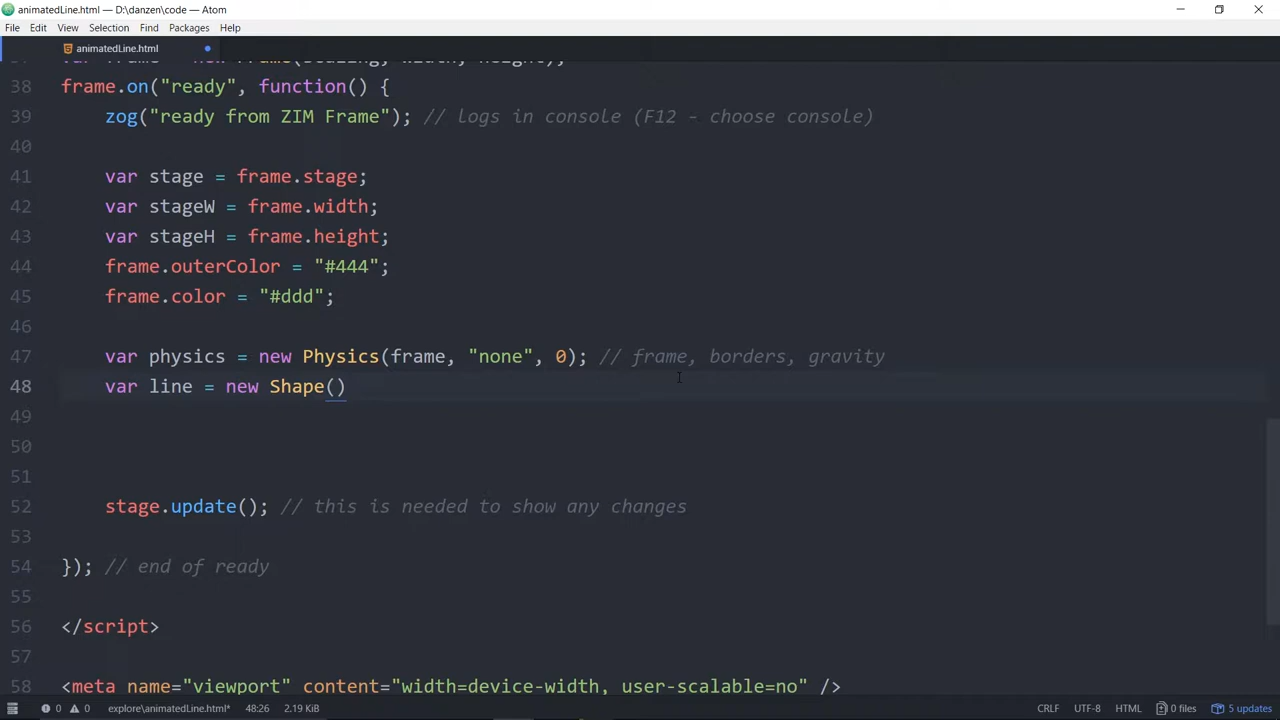 animatedLine.html — D:\danzen\code — Atom
File Edit View Selection Find Packages Help
animatedLine.html
38 frame.on("ready", function() {
39 zog("ready from ZIM Frame"); // logs in console (F12 - choose console)
40
41 var stage = frame.stage;
42 var stageW = frame.width;
43 var stageH = frame.height;
44 frame.outerColor = "#444";
45 frame.color = "#ddd";
46
47 var physics = new Physics(frame, "none", 0); // frame, borders, gravity
48 var line = new Shape()
49
50
51
52 stage.update(); // this is needed to show any changes
53
54 }); // end of ready
55
56 </script>
57
58 <meta name="viewport" content="width=device-width, user-scalable=no" />
0 0 explore\animatedLine.html* 48:26 2.19 KiB CRLF UTF-8 HTML 0 files 5 updates